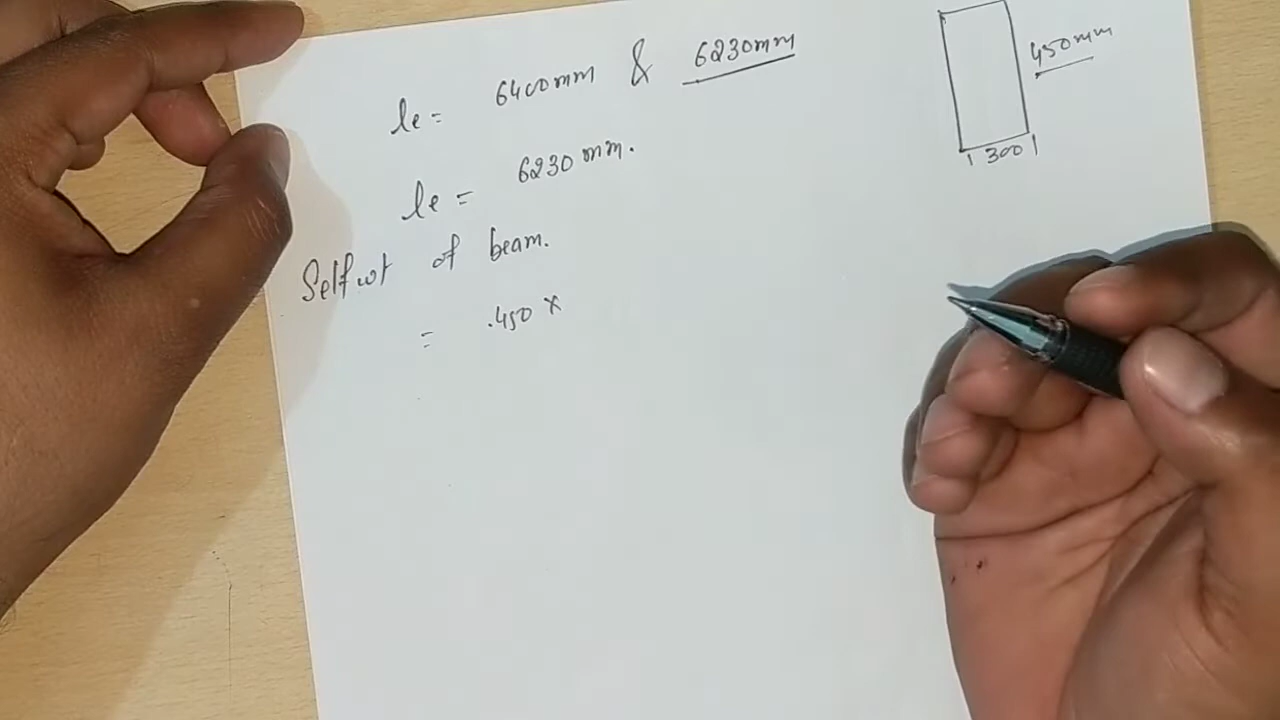 le = 6400mm & 6230mm
le = 6230 mm.
Selfwt of beam.
= .450 x
450mm
300